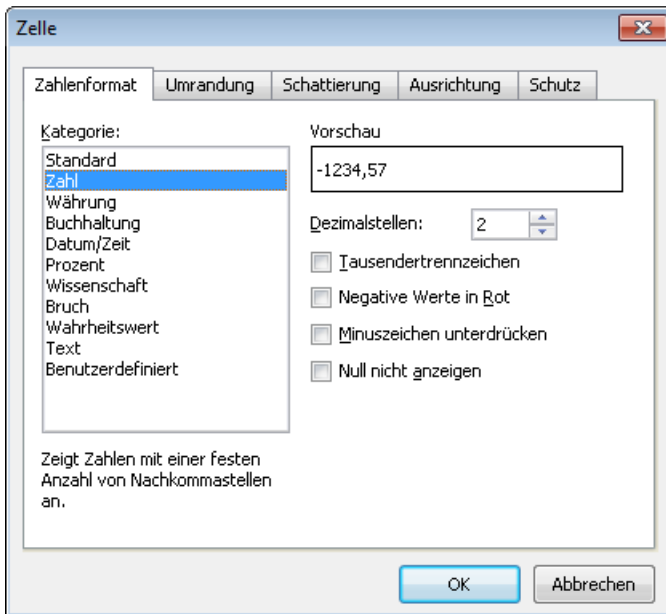 Zelle
Zahlenformat Umrandung Schattierung Ausrichtung Schutz
Kategorie:
Standard
Zahl
Währung
Buchhaltung
Datum/Zeit
Prozent
Wissenschaft
Bruch
Wahrheitswert
Text
Benutzerdefiniert
Zeigt Zahlen mit einer festen
Anzahl von Nachkommastellen
an.
Vorschau
-1234,57
Dezimalstellen: 2
Tausendertrennzeichen
Negative Werte in Rot
Minuszeichen unterdrücken
Null nicht anzeigen
OK Abbrechen